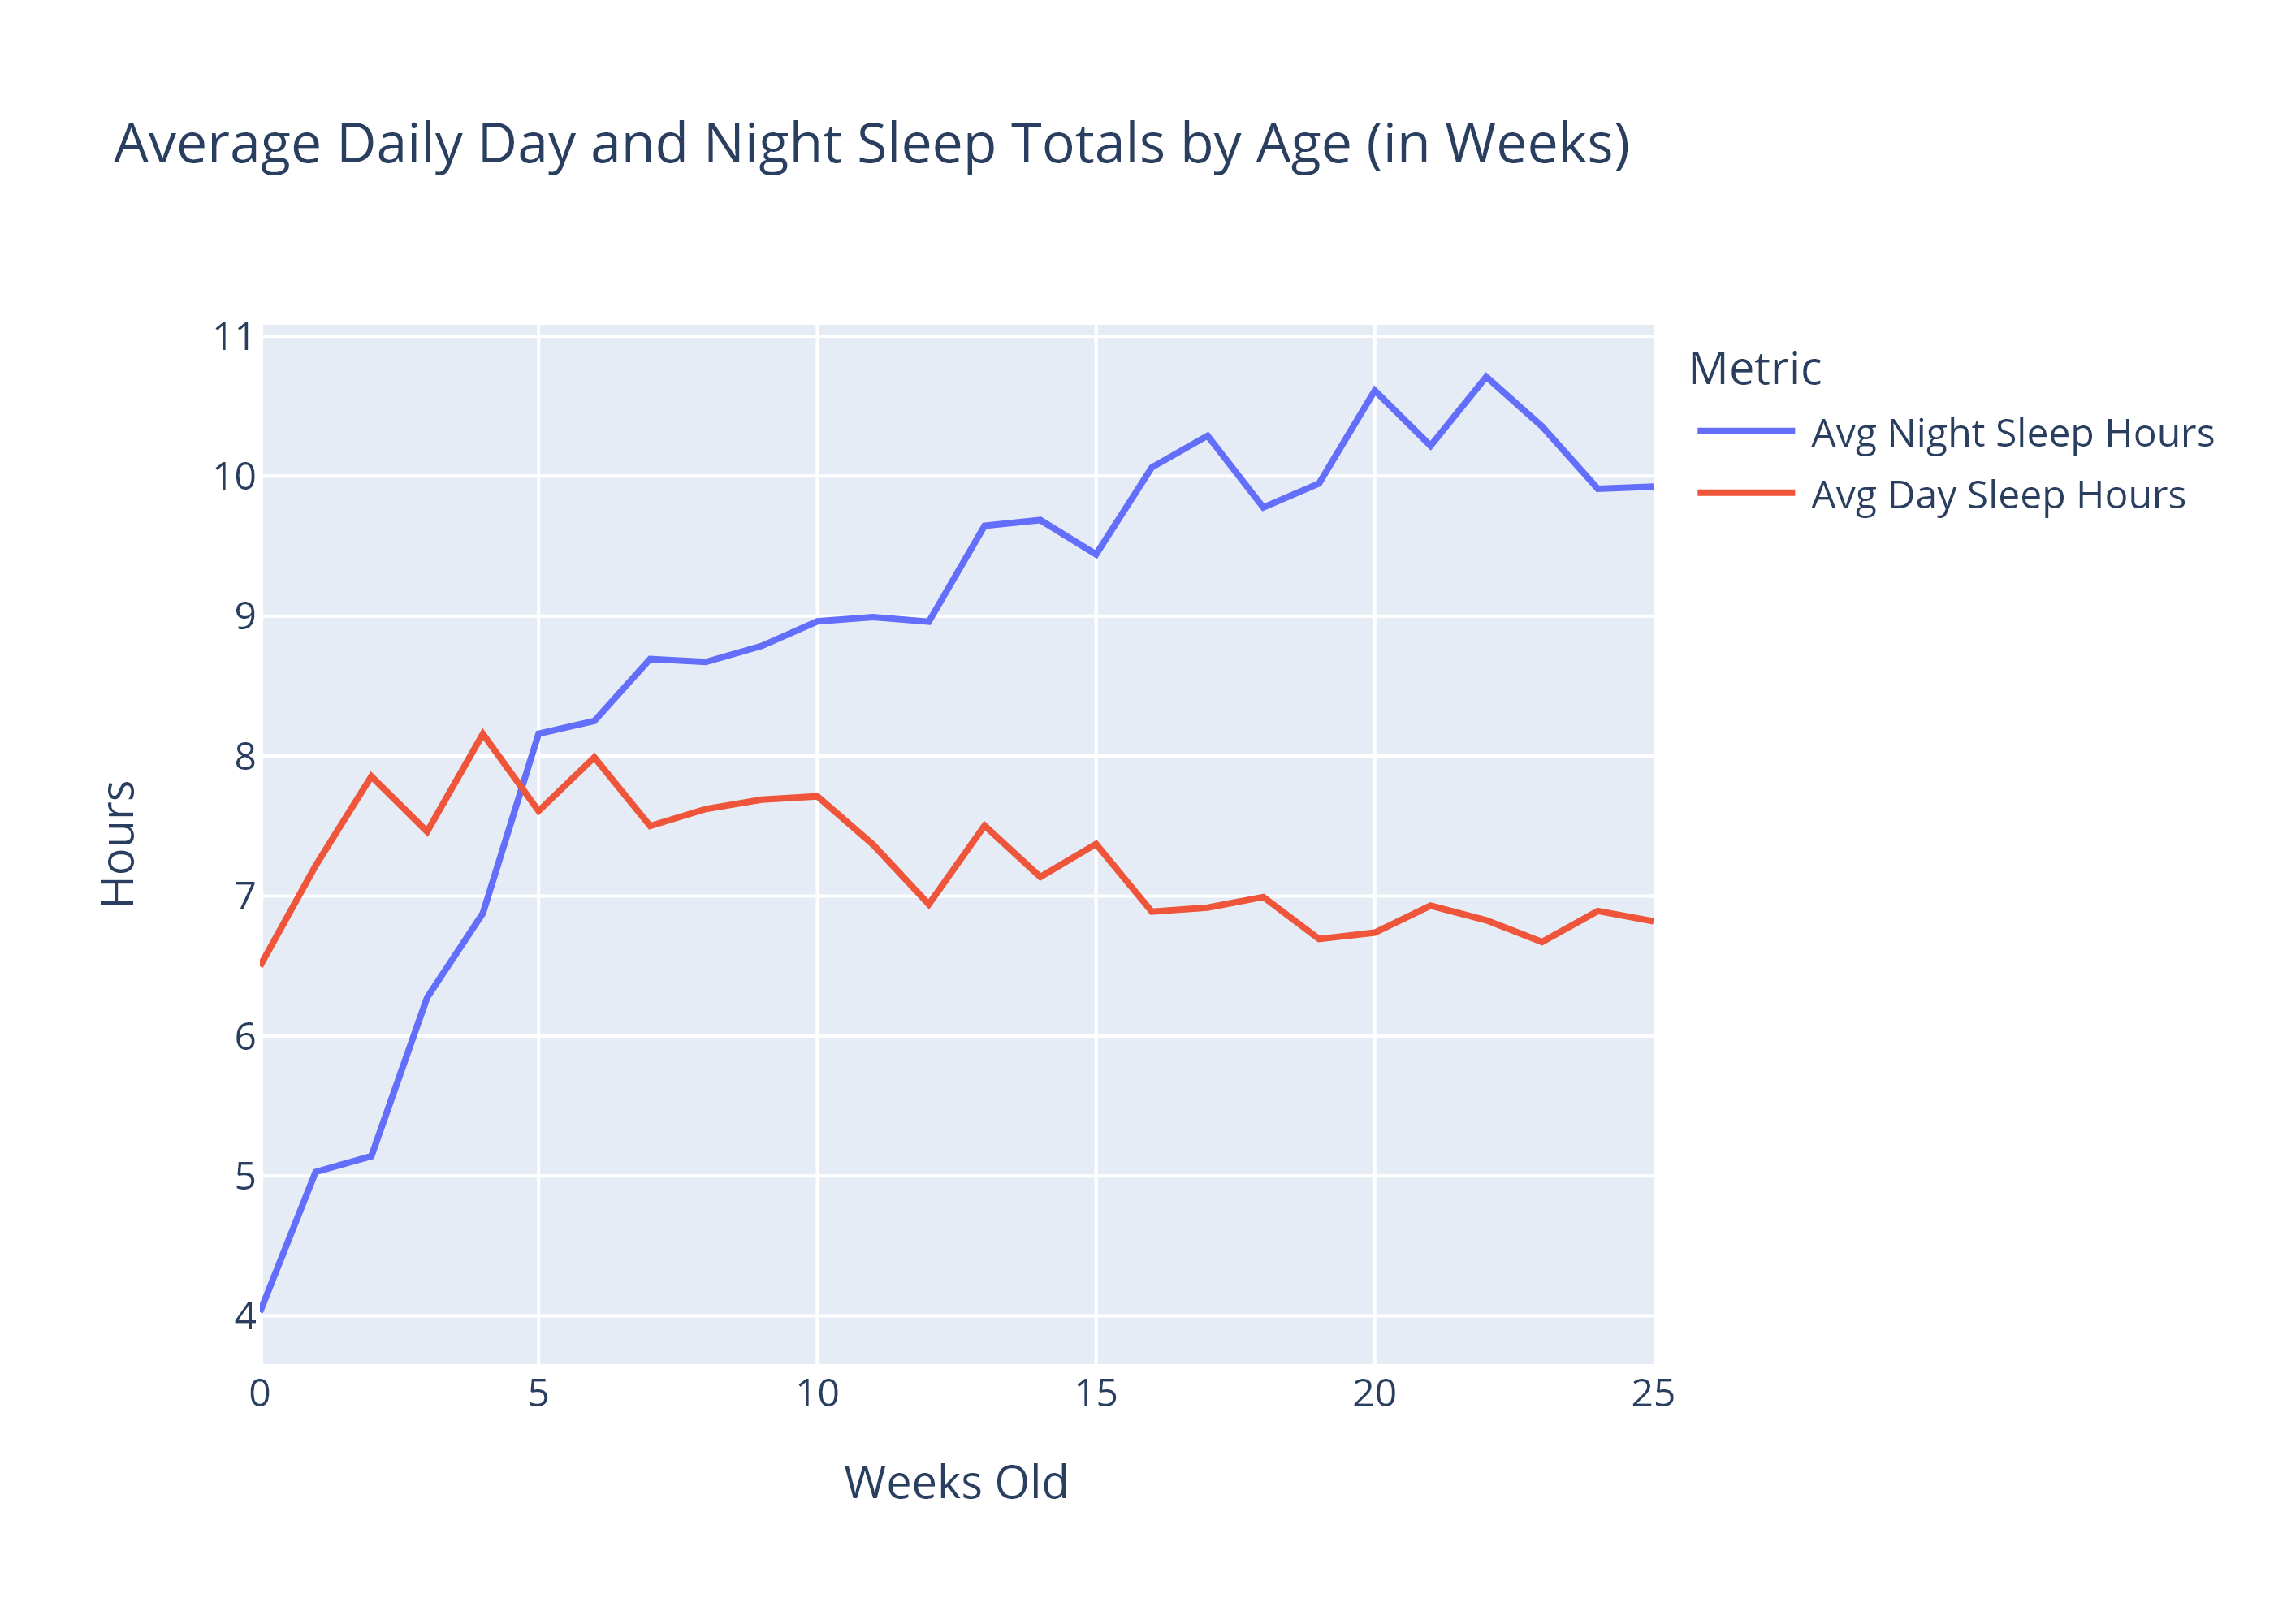 Average Daily Day and Night Sleep Totals by Age (in Weeks)
11
10
9
8
7
6
5
4
Hours
0 5 10 15 20 25
Weeks Old
Metric
Avg Night Sleep Hours
Avg Day Sleep Hours